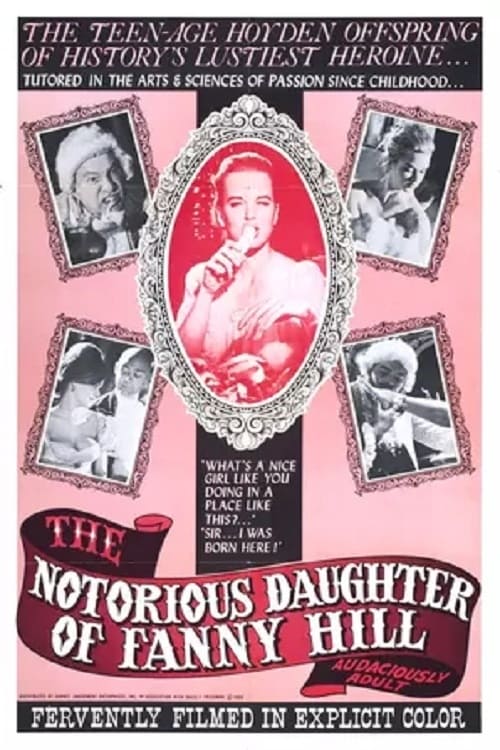 THE TEEN-AGE HOYDEN OFFSPRING
OF HISTORY'S LUSTIEST HEROINE...
TUTORED IN THE ARTS & SCIENCES OF PASSION SINCE CHILDHOOD...
"WHAT'S A NICE
GIRL LIKE YOU
DOING IN A
PLACE LIKE
THIS?..."
"SIR...I WAS
BORN HERE!"
THE
NOTORIOUS DAUGHTER
OF FANNY HILL
AUDACIOUSLY
ADULT
FERVENTLY FILMED IN EXPLICIT COLOR